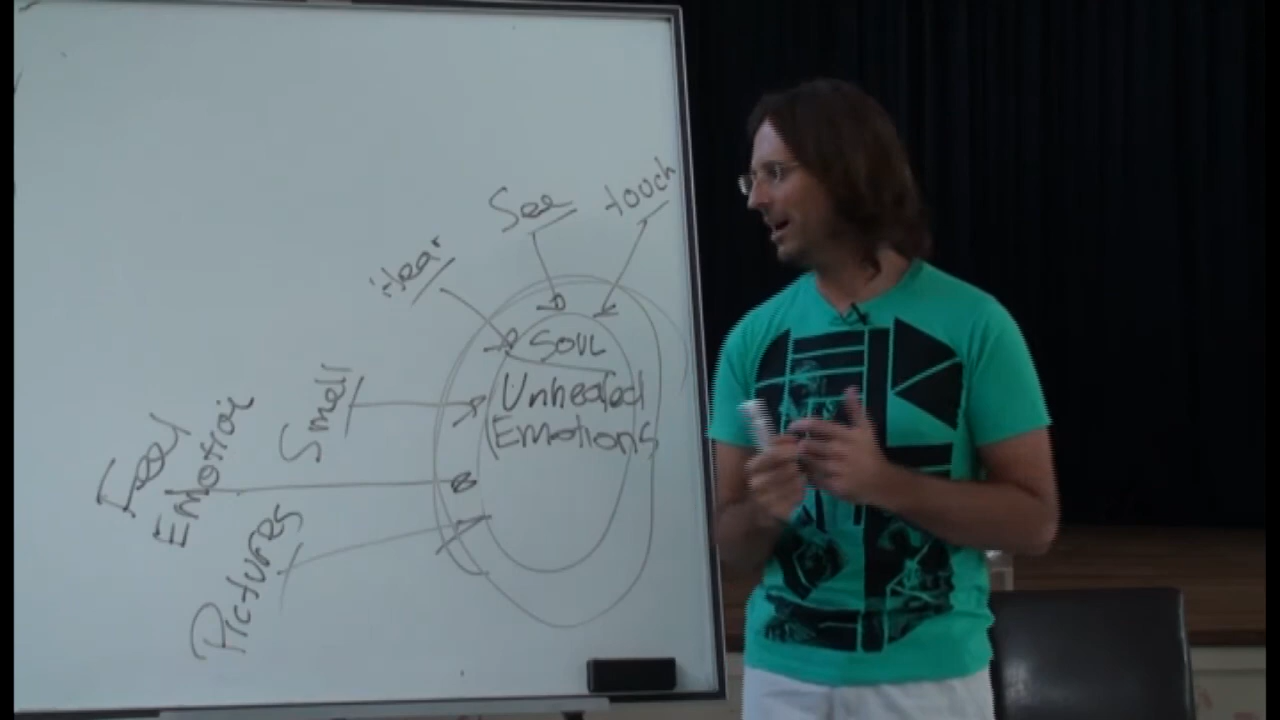 See
touch
Hear
SOUL
Unhealed
Emotions
Smell
Feel
Emotion
Pictures